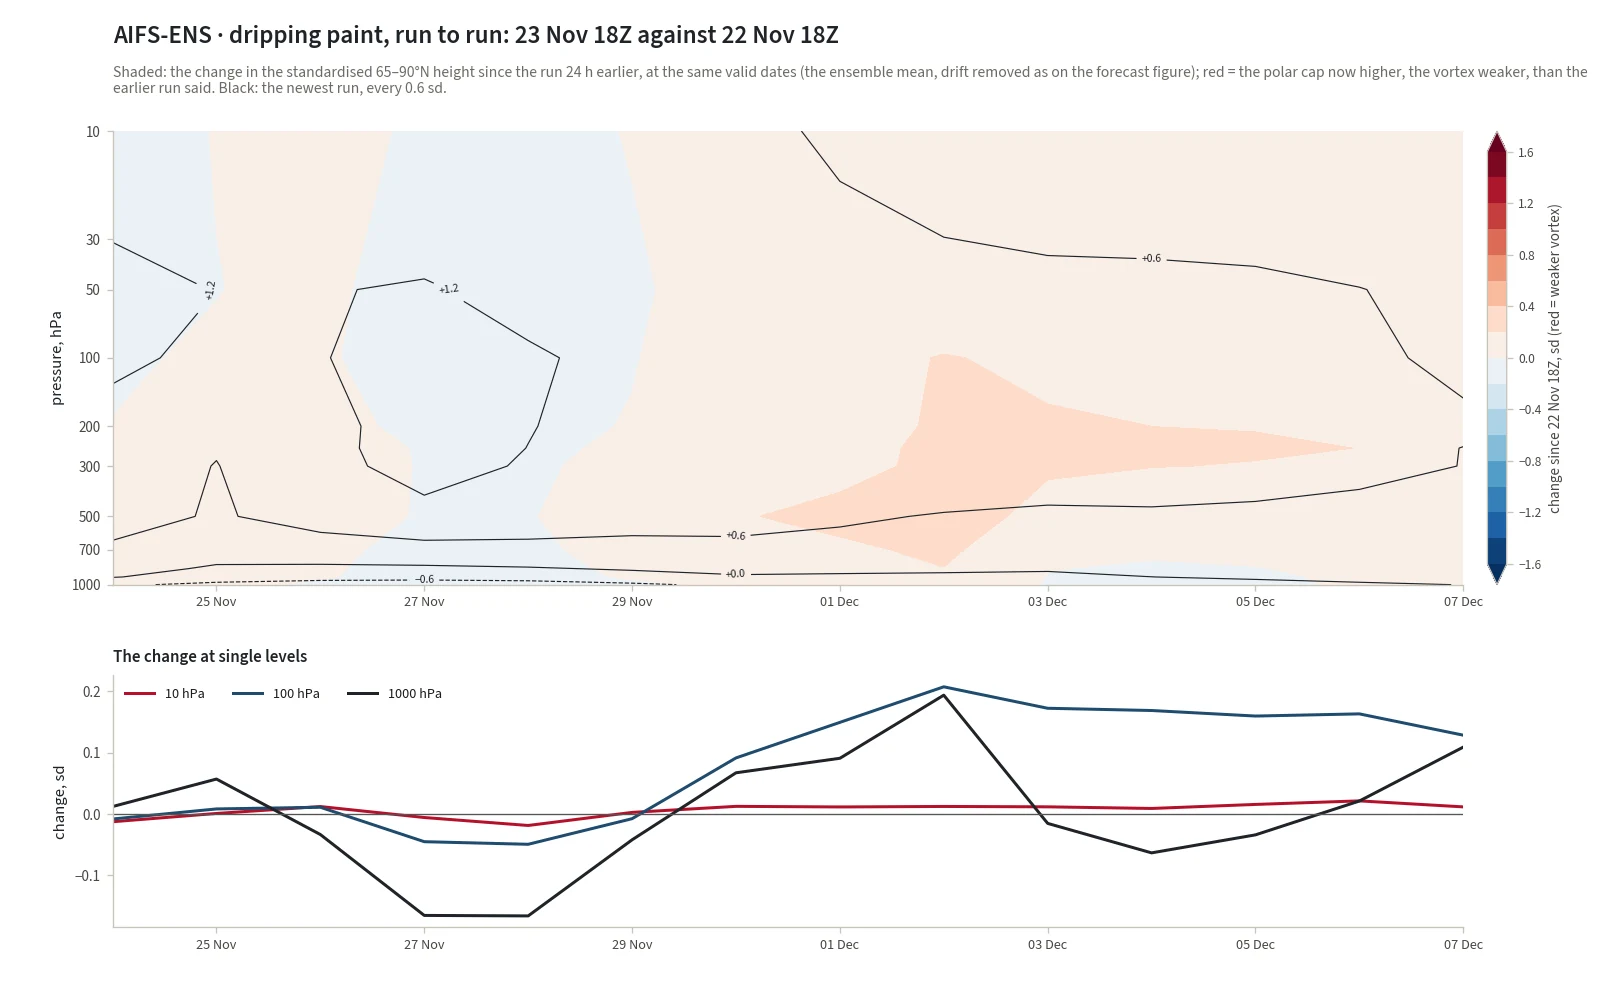 AIFS-ENS · dripping paint, run to run: 23 Nov 18Z against 22 Nov 18Z
Shaded: the change in the standardised 65–90°N height since the run 24 h earlier, at the same valid dates (the ensemble mean, drift removed as on the forecast figure); red = the polar cap now higher, the vortex weaker, than the
earlier run said. Black: the newest run, every 0.6 sd.
pressure, hPa
10
30
50
100
200
300
500
700
1000
+1.2
+1.2
+0.6
+0.6
+0.0
−0.6
25 Nov
27 Nov
29 Nov
01 Dec
03 Dec
05 Dec
07 Dec
1.6
1.2
0.8
0.4
0.0
−0.4
−0.8
−1.2
−1.6
change since 22 Nov 18Z, sd (red = weaker vortex)
The change at single levels
10 hPa
100 hPa
1000 hPa
change, sd
0.2
0.1
0.0
−0.1
25 Nov
27 Nov
29 Nov
01 Dec
03 Dec
05 Dec
07 Dec